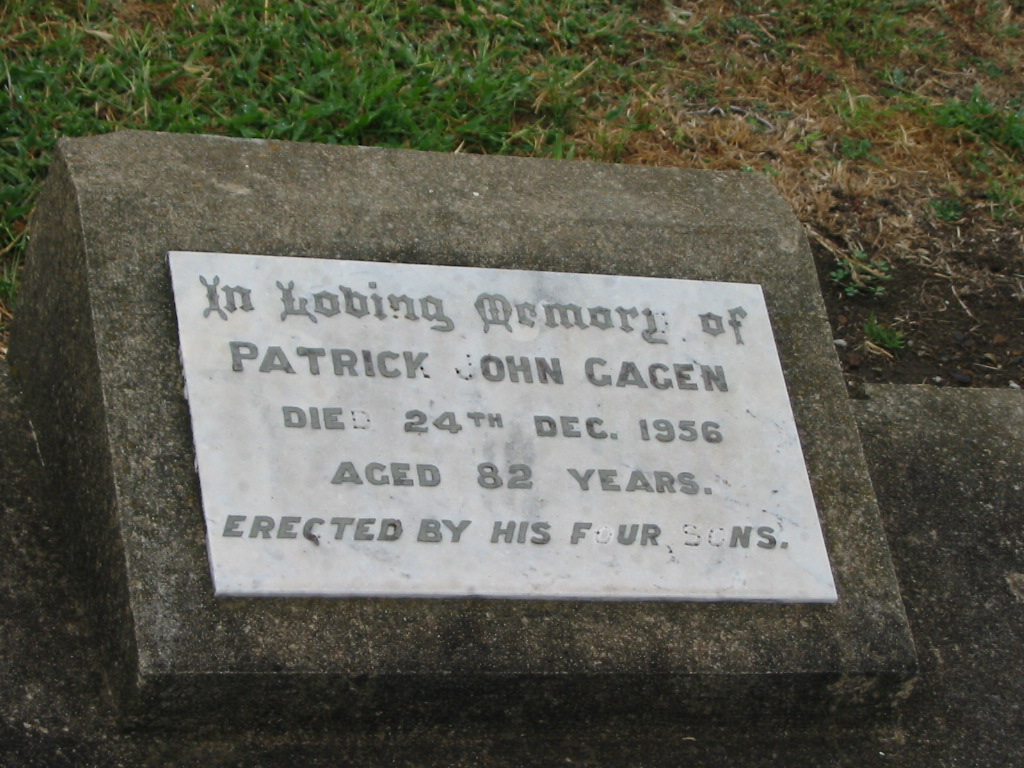 In Loving Memory of
PATRICK JOHN GAGEN
DIED 24TH DEC. 1956
AGED 82 YEARS.
ERECTED BY HIS FOUR SONS.